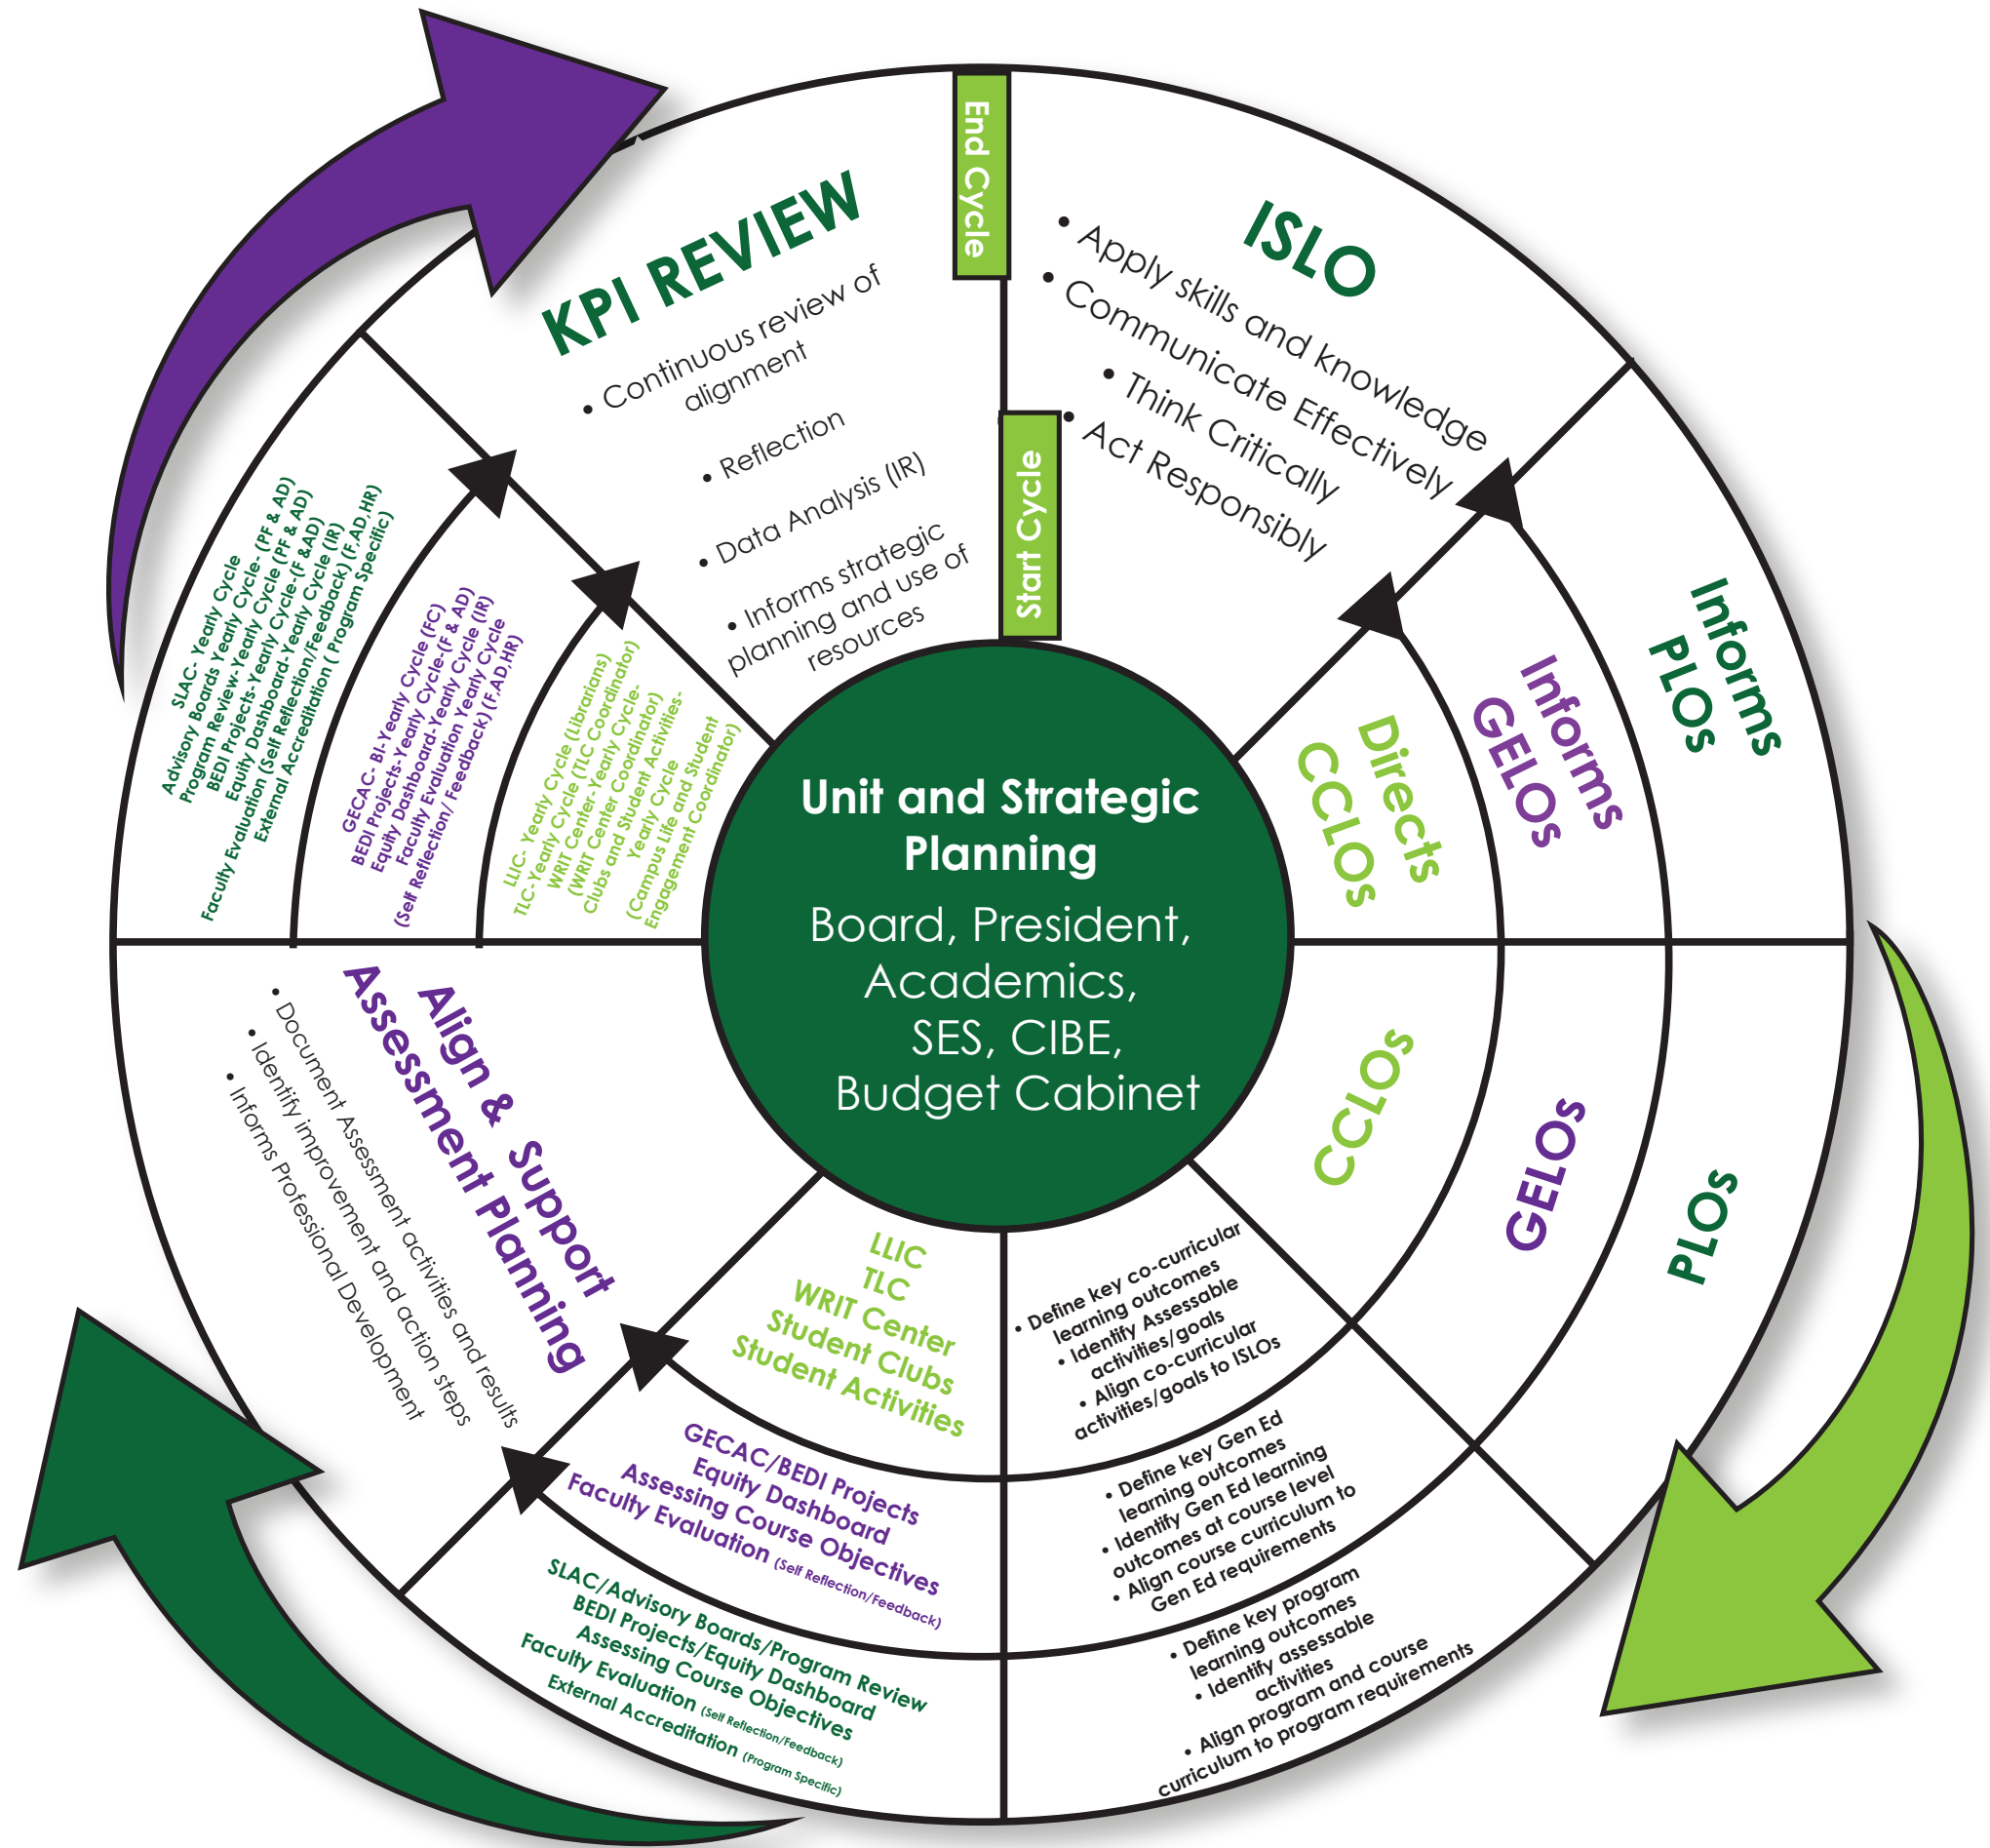 End Cycle
Start Cycle
ISLO
• Apply skills and knowledge
• Communicate Effectively
• Think Critically
• Act Responsibly
Informs
PLOs
Informs
GELOs
Directs
CCLOs
CCLOs
GELOs
PLOs
• Define key co-curricular
learning outcomes
• Identify Assessable
activities/goals
• Align co-curricular
activities/goals to ISLOs
• Define key Gen Ed
learning outcomes
• Identify Gen Ed learning
outcomes at course level
• Align course curriculum to
Gen Ed requirements
• Define key program
learning outcomes
• Identify assessable
activities
• Align program and course
curriculum to program requirements
LLIC
TLC
WRIT Center
Student Clubs
Student Activities
GECAC/BEDI Projects
Equity Dashboard
Assessing Course Objectives
Faculty Evaluation (Self Reflection/Feedback)
SLAC/Advisory Boards/Program Review
BEDI Projects/Equity Dashboard
Assessing Course Objectives
Faculty Evaluation (Self Reflection/Feedback)
External Accreditation (Program Specific)
Align & Support
Assessment Planning
• Document Assessment activities and results
• Identify improvement and action steps
• Informs Professional Development
SLAC- Yearly Cycle
Advisory Boards Yearly Cycle- (PF & AD)
Program Review-Yearly Cycle (PF & AD)
BEDI Projects-Yearly Cycle-(F &AD)
Equity Dashboard-Yearly Cycle (IR)
Faculty Evaluation (Self Reflection/Feedback) (F,AD,HR)
External Accreditation ( Program Specific)
GECAC- BI-Yearly Cycle (FC)
BEDI Projects-Yearly Cycle-(F & AD)
Equity Dashboard-Yearly Cycle (IR)
Faculty Evaluation Yearly Cycle
(Self Reflection/ Feedback) (F,AD,HR)
LLIC- Yearly Cycle (Librarians)
TLC-Yearly Cycle (TLC Coordinator)
WRIT Center-Yearly Cycle-
(WRIT Center Coordinator)
Clubs and Student Activities-
Yearly Cycle
(Campus Life and Student
Engagement Coordinator)
KPI REVIEW
• Continuous review of
alignment
• Reflection
• Data Analysis (IR)
• Informs strategic
planning and use of
resources
Unit and Strategic
Planning
Board, President,
Academics,
SES, CIBE,
Budget Cabinet